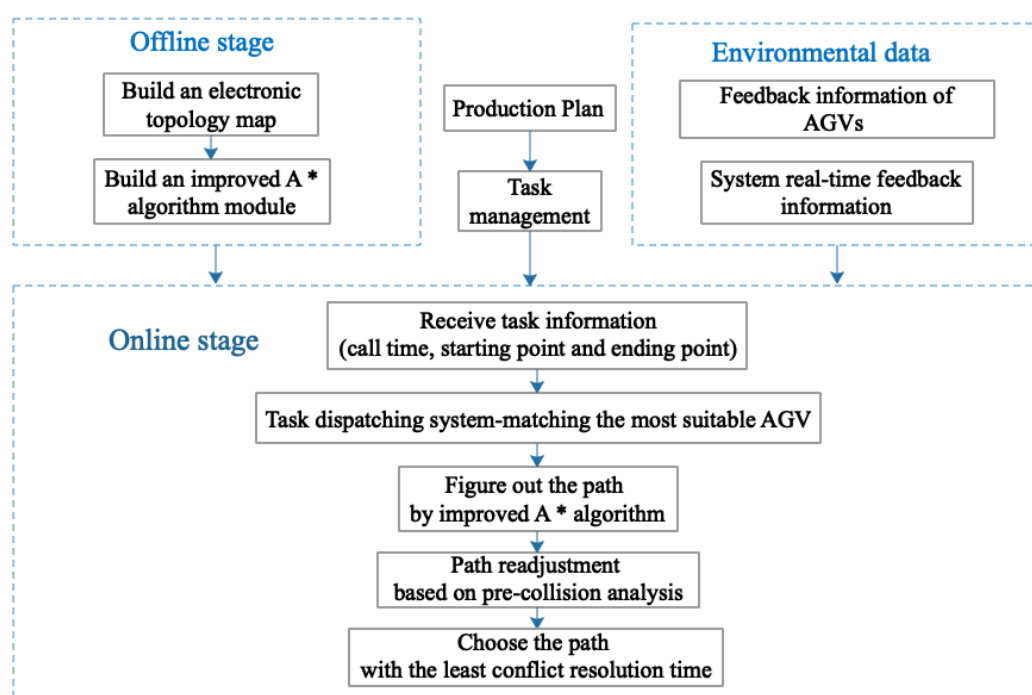 Offline stage
Build an electronic
topology map
Build an improved A *
algorithm module
Production Plan
Task
management
Environmental data
Feedback information of
AGVs
System real-time feedback
information
Online stage
Receive task information
(call time, starting point and ending point)
Task dispatching system-matching the most suitable AGV
Figure out the path
by improved A * algorithm
Path readjustment
based on pre-collision analysis
Choose the path
with the least conflict resolution time